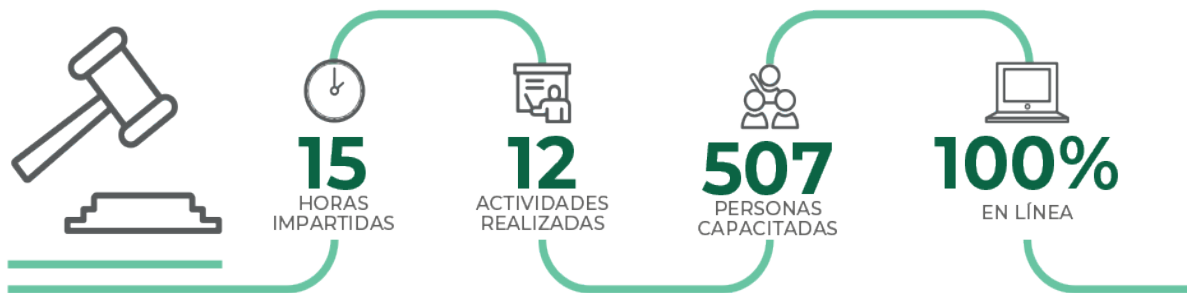 15
HORAS
IMPARTIDAS
12
ACTIVIDADES
REALIZADAS
507
PERSONAS
CAPACITADAS
100%
EN LÍNEA